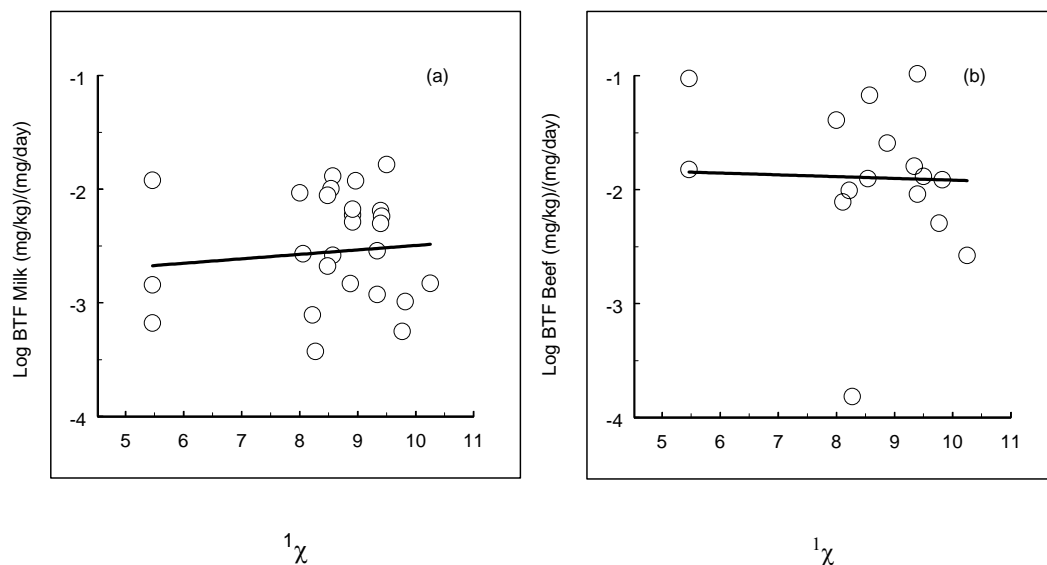 (a)
Log BTF Milk (mg/kg)/(mg/day)
-1
-2
-3
-4
5 6 7 8 9 10 11
¹χ
(b)
Log BTF Beef (mg/kg)/(mg/day)
-1
-2
-3
-4
5 6 7 8 9 10 11
¹χ